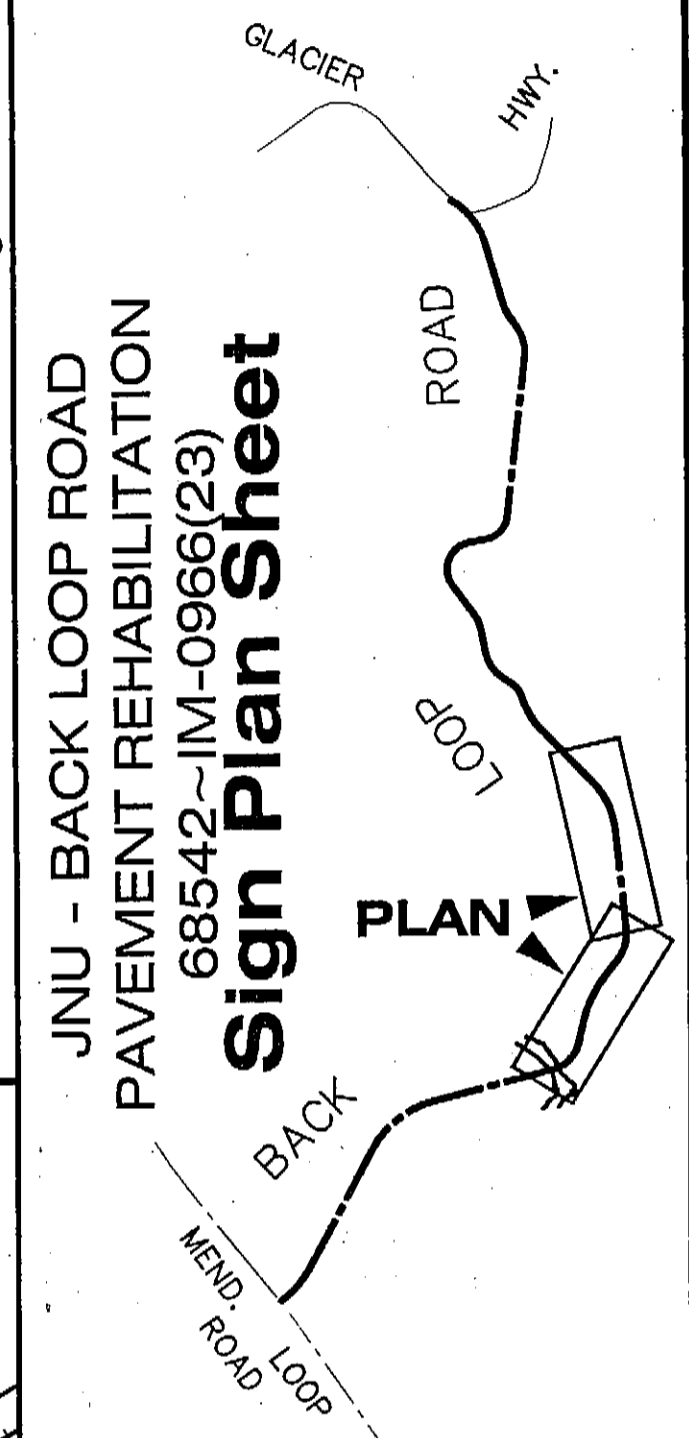 JNU - BACK LOOP ROAD
PAVEMENT REHABILITATION
68542~IM-0966(23)
Sign Plan Sheet
GLACIER
HWY.
ROAD
LOOP
PLAN
BACK
MEND.
LOOP
ROAD